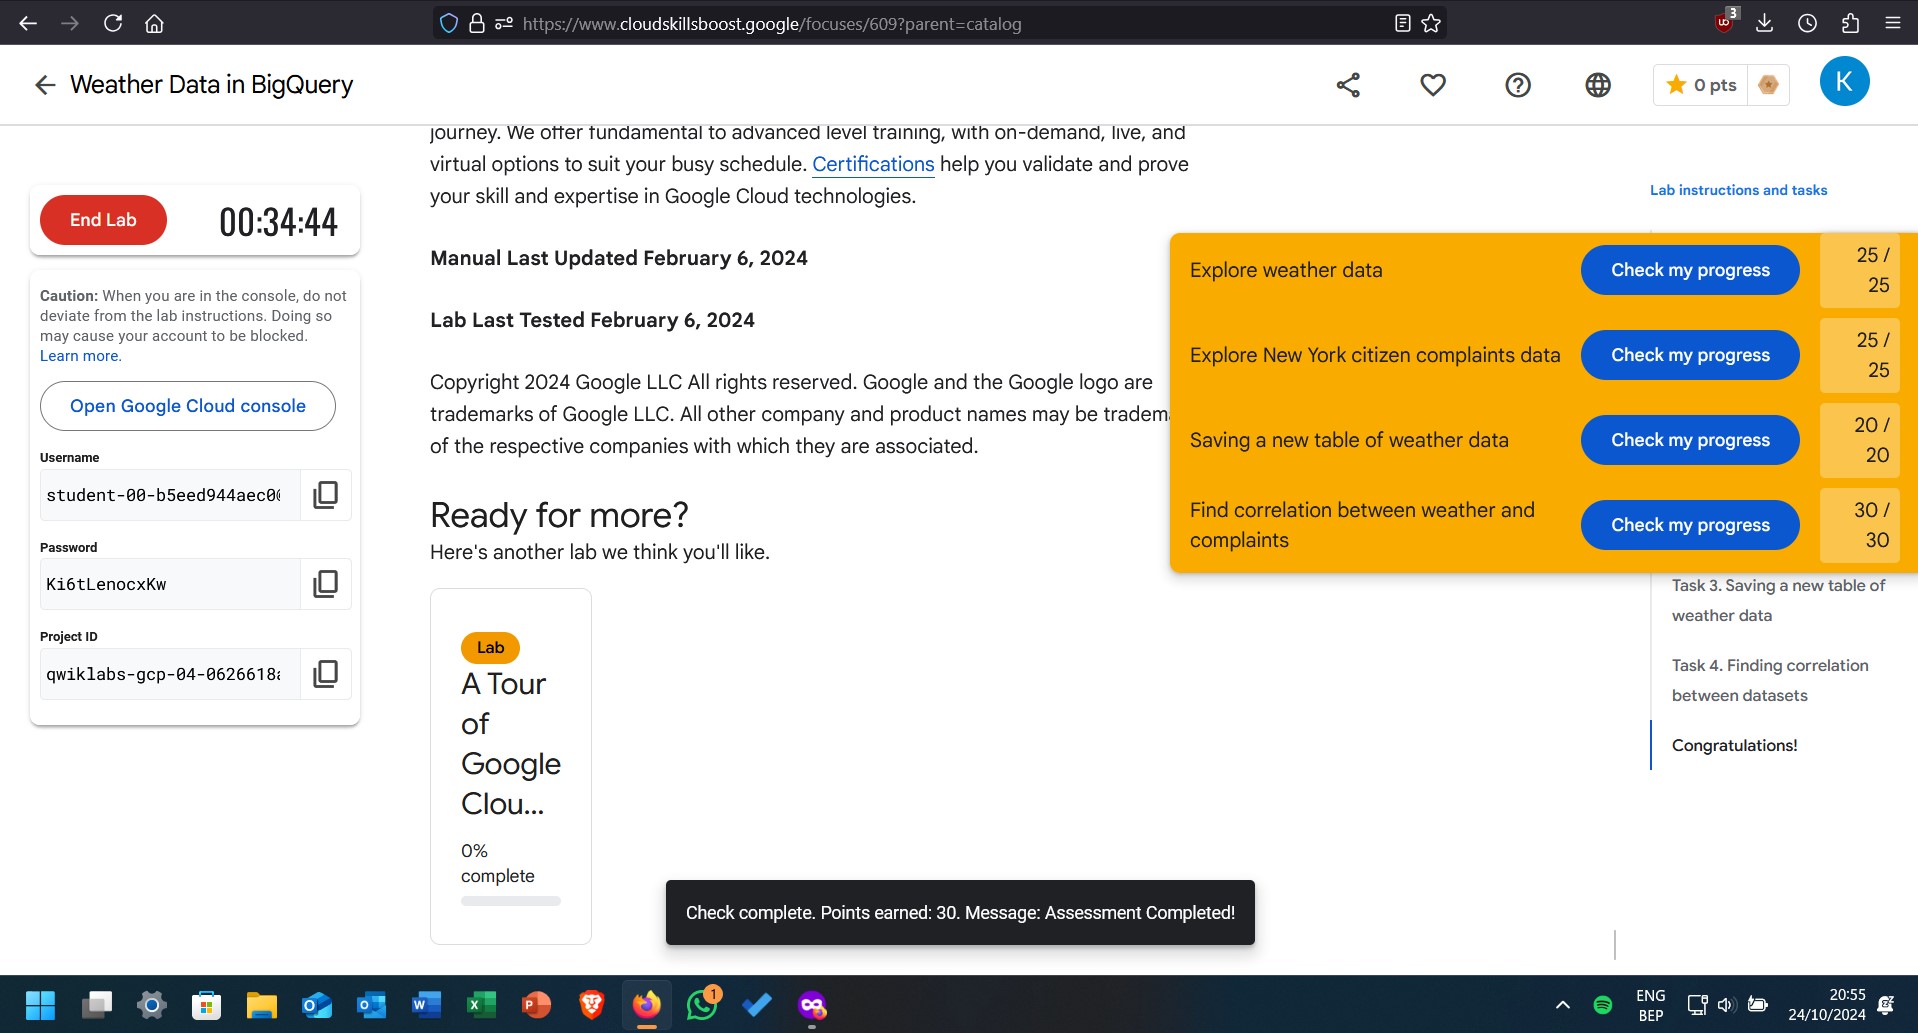 https://www.cloudskillsboost.google/focuses/609?parent=catalog
3
Weather Data in BigQuery
0 pts
K
End Lab
00:34:44
Caution: When you are in the console, do not
deviate from the lab instructions. Doing so
may cause your account to be blocked.
Learn more.
Open Google Cloud console
Username
student-00-b5eed944aec00
Password
Ki6tLenocxKw
Project ID
qwiklabs-gcp-04-0626618a
journey. We offer fundamental to advanced level training, with on-demand, live, and
virtual options to suit your busy schedule. Certifications help you validate and prove
your skill and expertise in Google Cloud technologies.
Manual Last Updated February 6, 2024
Lab Last Tested February 6, 2024
Copyright 2024 Google LLC All rights reserved. Google and the Google logo are
trademarks of Google LLC. All other company and product names may be tradema
of the respective companies with which they are associated.
Ready for more?
Here's another lab we think you'll like.
Lab
A Tour
of
Google
Clou...
0%
complete
Lab instructions and tasks
Explore weather data
Check my progress
25 /
25
Explore New York citizen complaints data
Check my progress
25 /
25
Saving a new table of weather data
Check my progress
20 /
20
Find correlation between weather and
complaints
Check my progress
30 /
30
Task 3. Saving a new table of
weather data
Task 4. Finding correlation
between datasets
Congratulations!
Check complete. Points earned: 30. Message: Assessment Completed!
1
ENG
BEP
20:55
24/10/2024